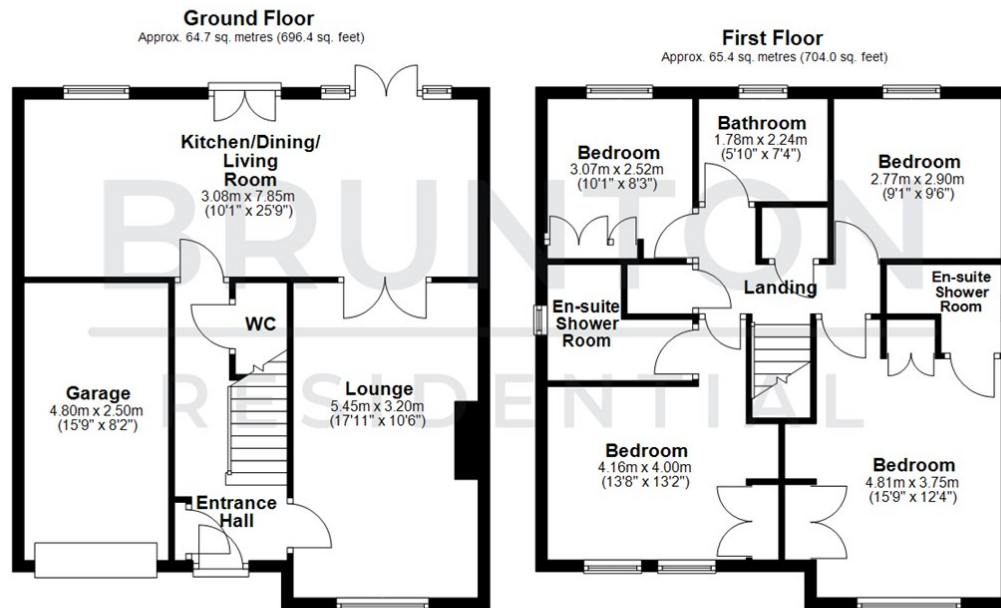 Ground Floor
Approx. 64.7 sq. metres (696.4 sq. feet)
Kitchen/Dining/
Living
Room
3.08m x 7.85m
(10'1" x 25'9")
WC
Garage
4.80m x 2.50m
(15'9" x 8'2")
Lounge
5.45m x 3.20m
(17'11" x 10'6")
Entrance
Hall
First Floor
Approx. 65.4 sq. metres (704.0 sq. feet)
Bedroom
3.07m x 2.52m
(10'1" x 8'3")
Bathroom
1.78m x 2.24m
(5'10" x 7'4")
Bedroom
2.77m x 2.90m
(9'1" x 9'6")
Landing
En-suite
Shower
Room
En-suite
Shower
Room
Bedroom
4.16m x 4.00m
(13'8" x 13'2")
Bedroom
4.81m x 3.75m
(15'9" x 12'4")
BRUNTON
RESIDENTIAL